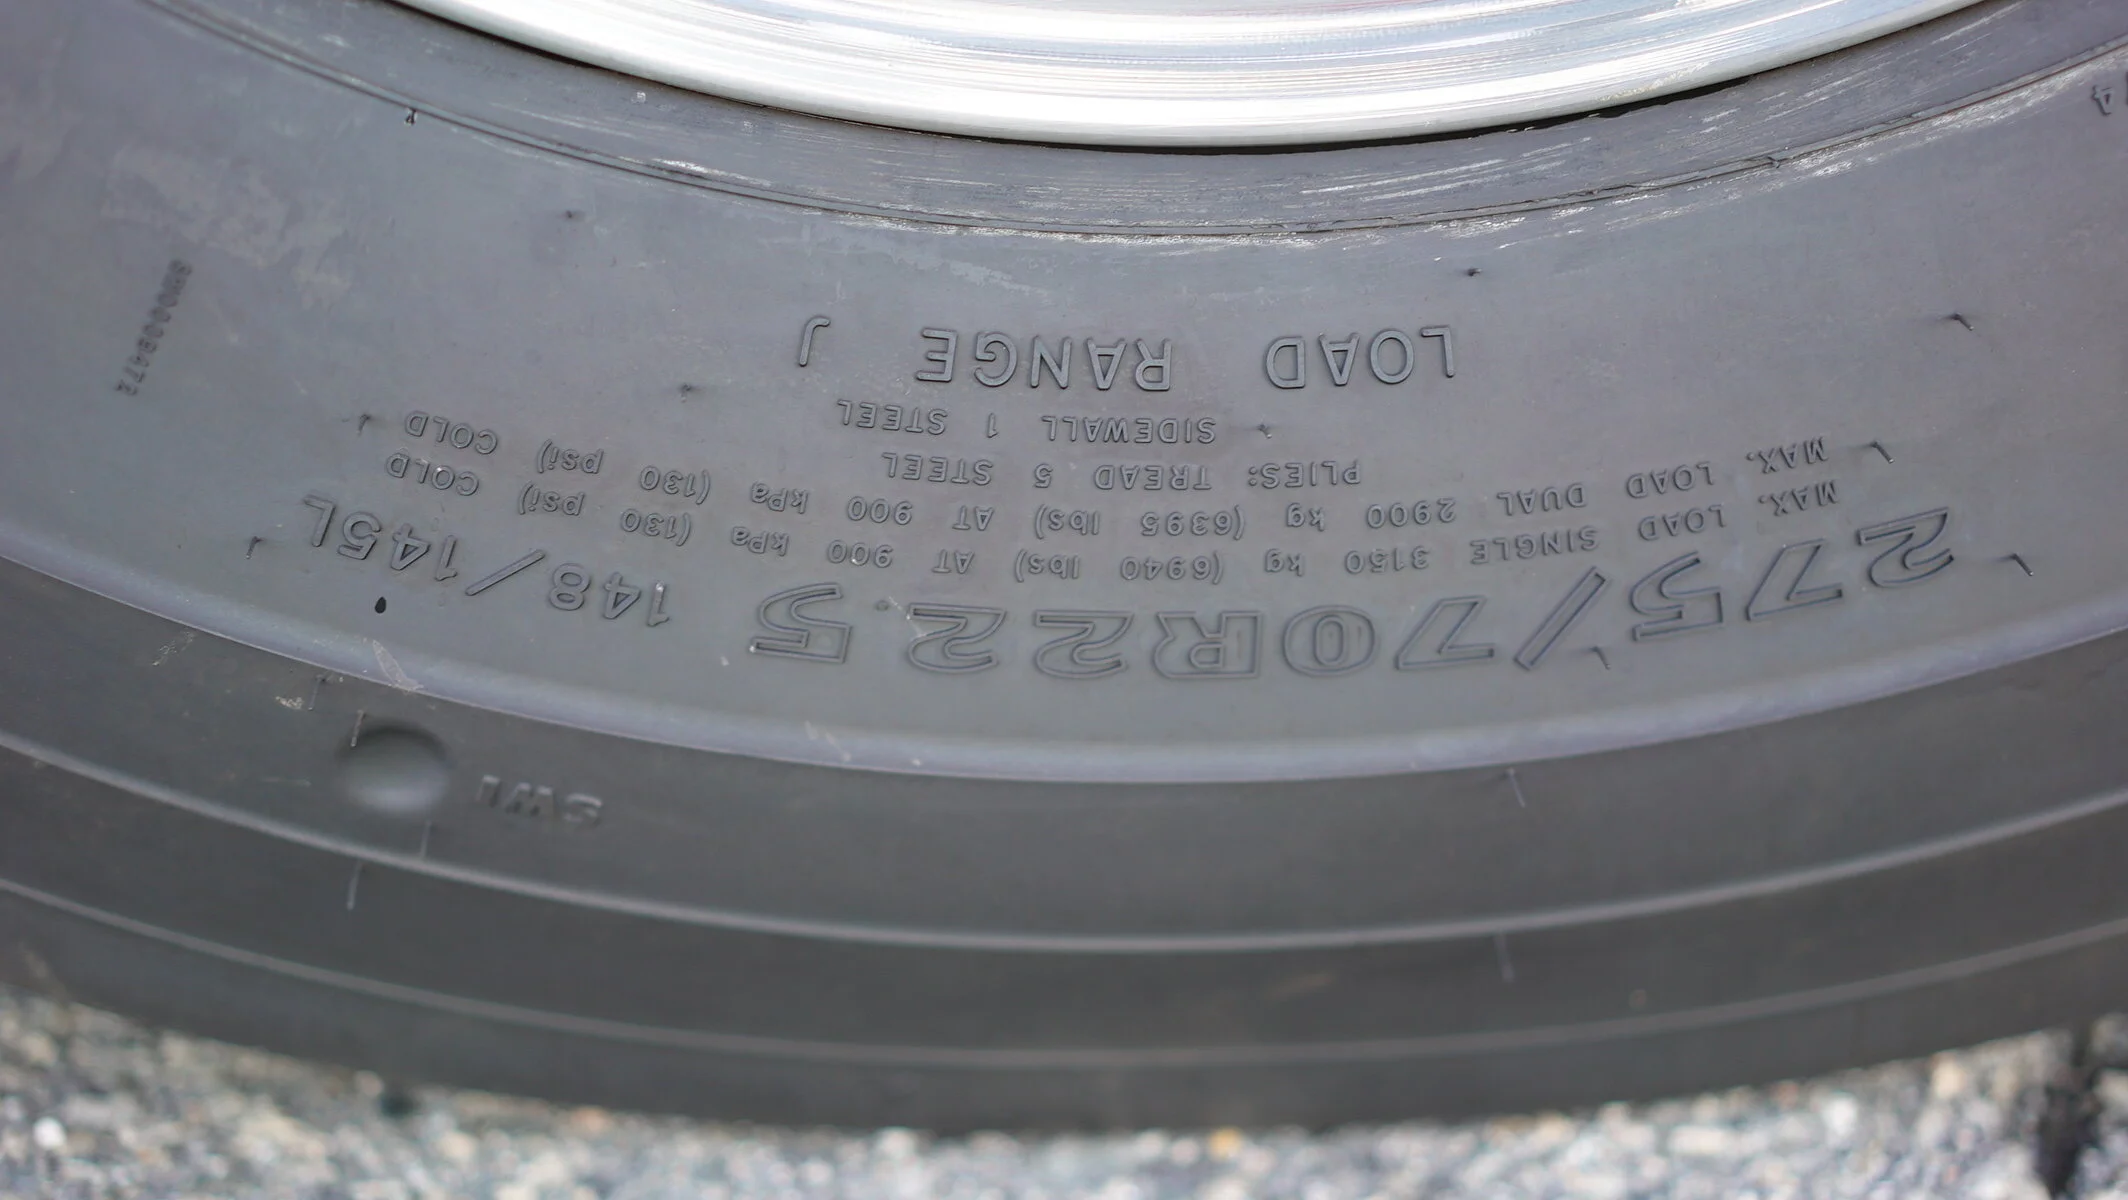 275/70R22.5 148/145L
MAX. LOAD SINGLE 3150 kg (6940 lbs) AT 900 kPa (130 psi) COLD
MAX. LOAD DUAL 2900 kg (6395 lbs) AT 900 kPa (130 psi) COLD
PLIES: TREAD 5 STEEL
SIDEWALL 1 STEEL
LOAD RANGE J
SWI